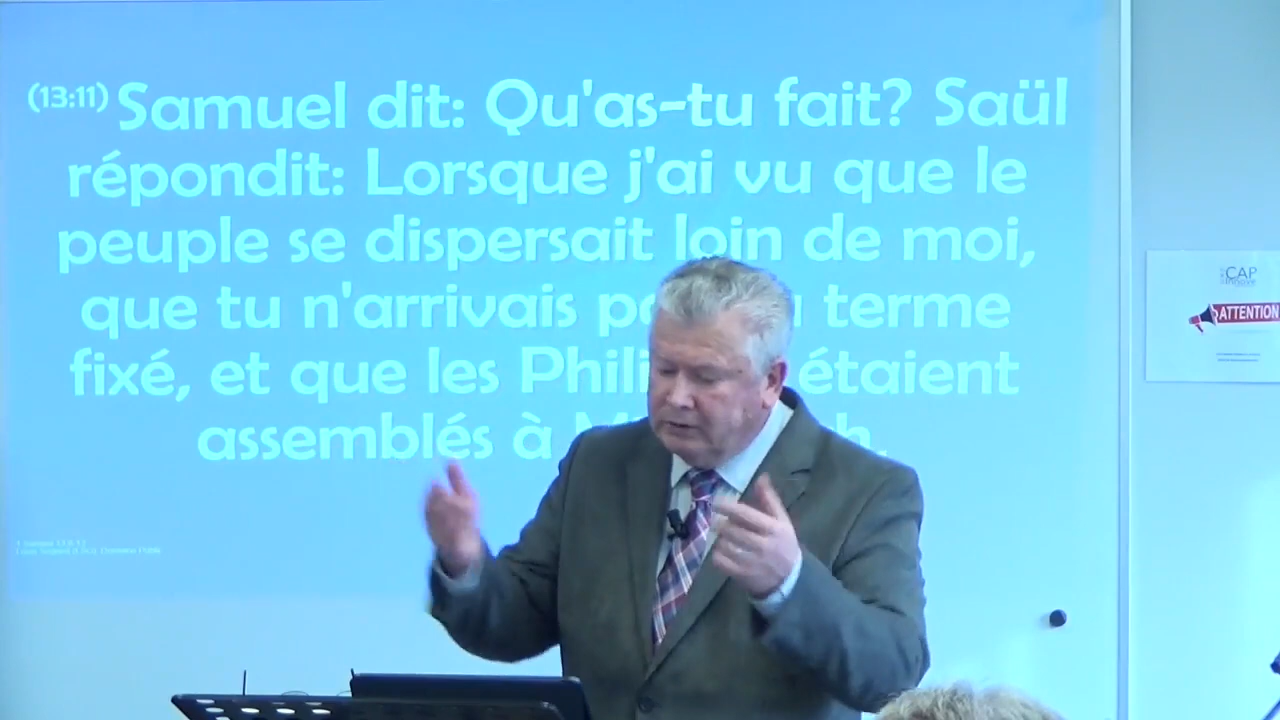 (13:11) Samuel dit: Qu'as-tu fait? Saül
répondit: Lorsque j'ai vu que le
peuple se dispersait loin de moi,
que tu n'arrivais terme
fixé, et que les étaient
assemblés à
CAP
Innove
ATTENTION